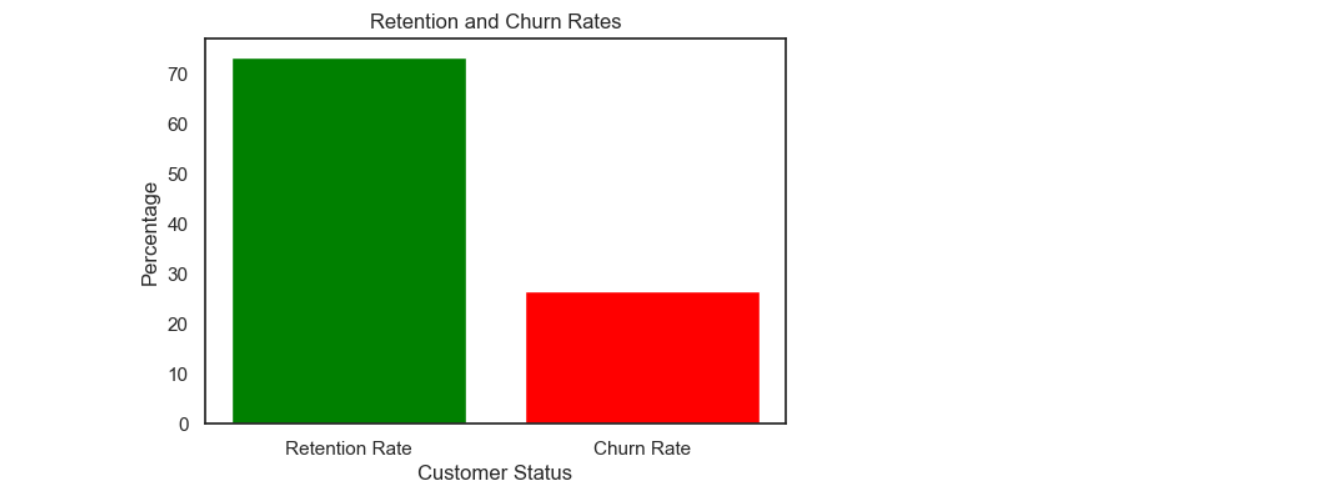 Retention and Churn Rates
70
60
50
40
30
20
10
0
Percentage
Retention Rate
Churn Rate
Customer Status